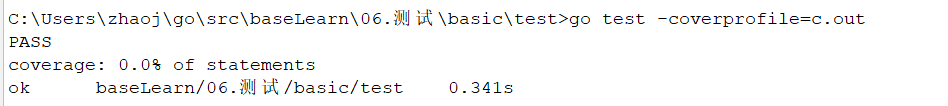 C:\Users\zhaoj\go\src\baseLearn\06.测试\basic\test>go test -coverprofile=c.out
PASS
coverage: 0.0% of statements
ok      baseLearn/06.测试/basic/test    0.341s